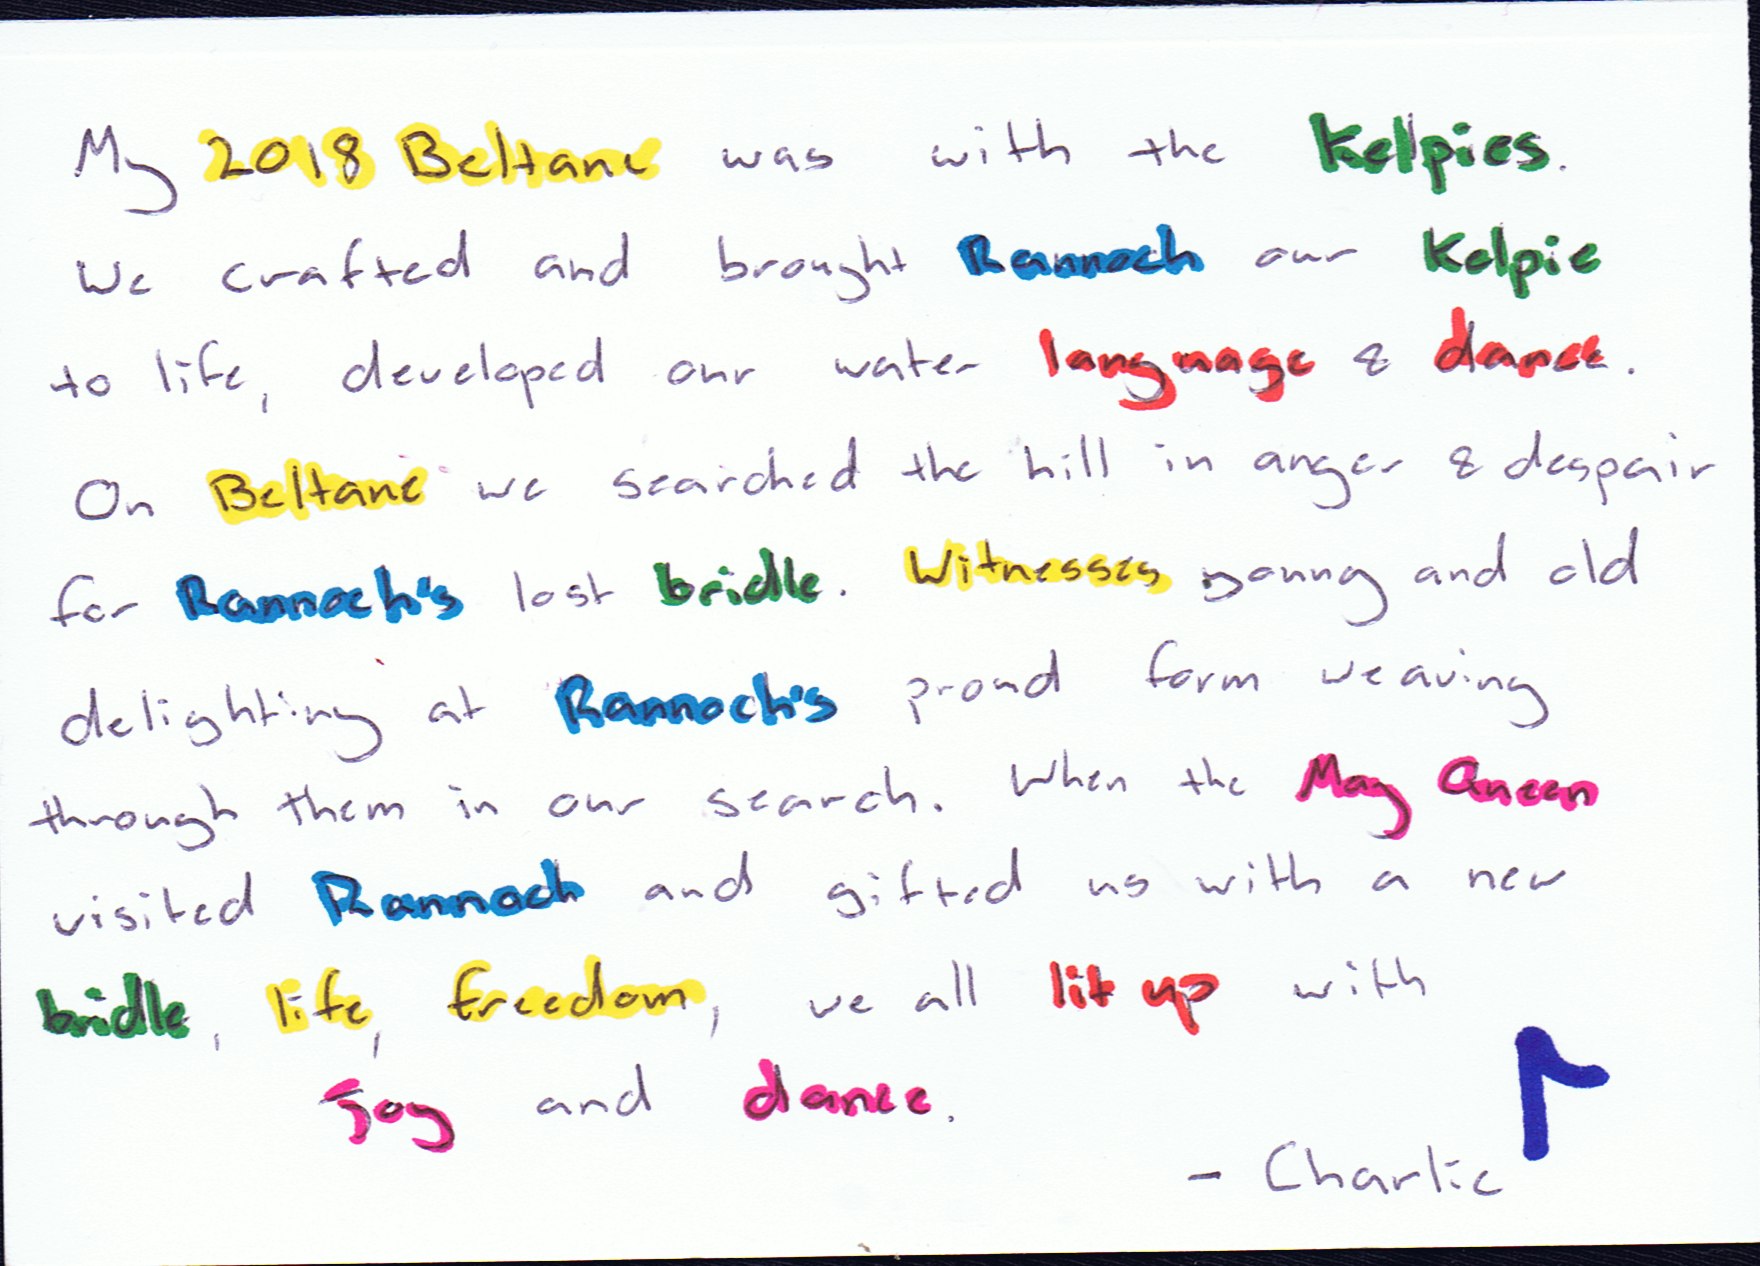 My 2018 Beltane was with the Kelpies.
We crafted and brought Rannoch our Kelpie
to life, developed our water language & dance.
On Beltane we searched the hill in anger & despair
for Rannoch's lost bridle. Witnesses young and old
delighting at Rannoch's proud form weaving
through them in our search. When the May Queen
visited Rannoch and gifted us with a new
bridle, life, freedom, we all lit up with
joy and dance.
- Charlie